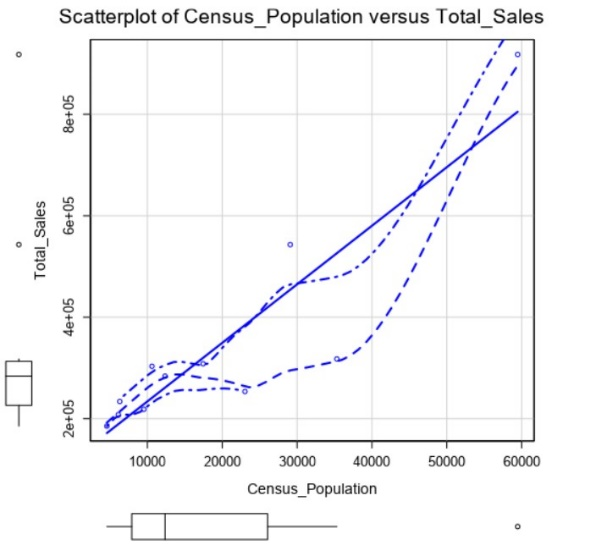 Scatterplot of Census_Population versus Total_Sales
8e+05
6e+05
4e+05
2e+05
Total_Sales
10000 20000 30000 40000 50000 60000
Census_Population